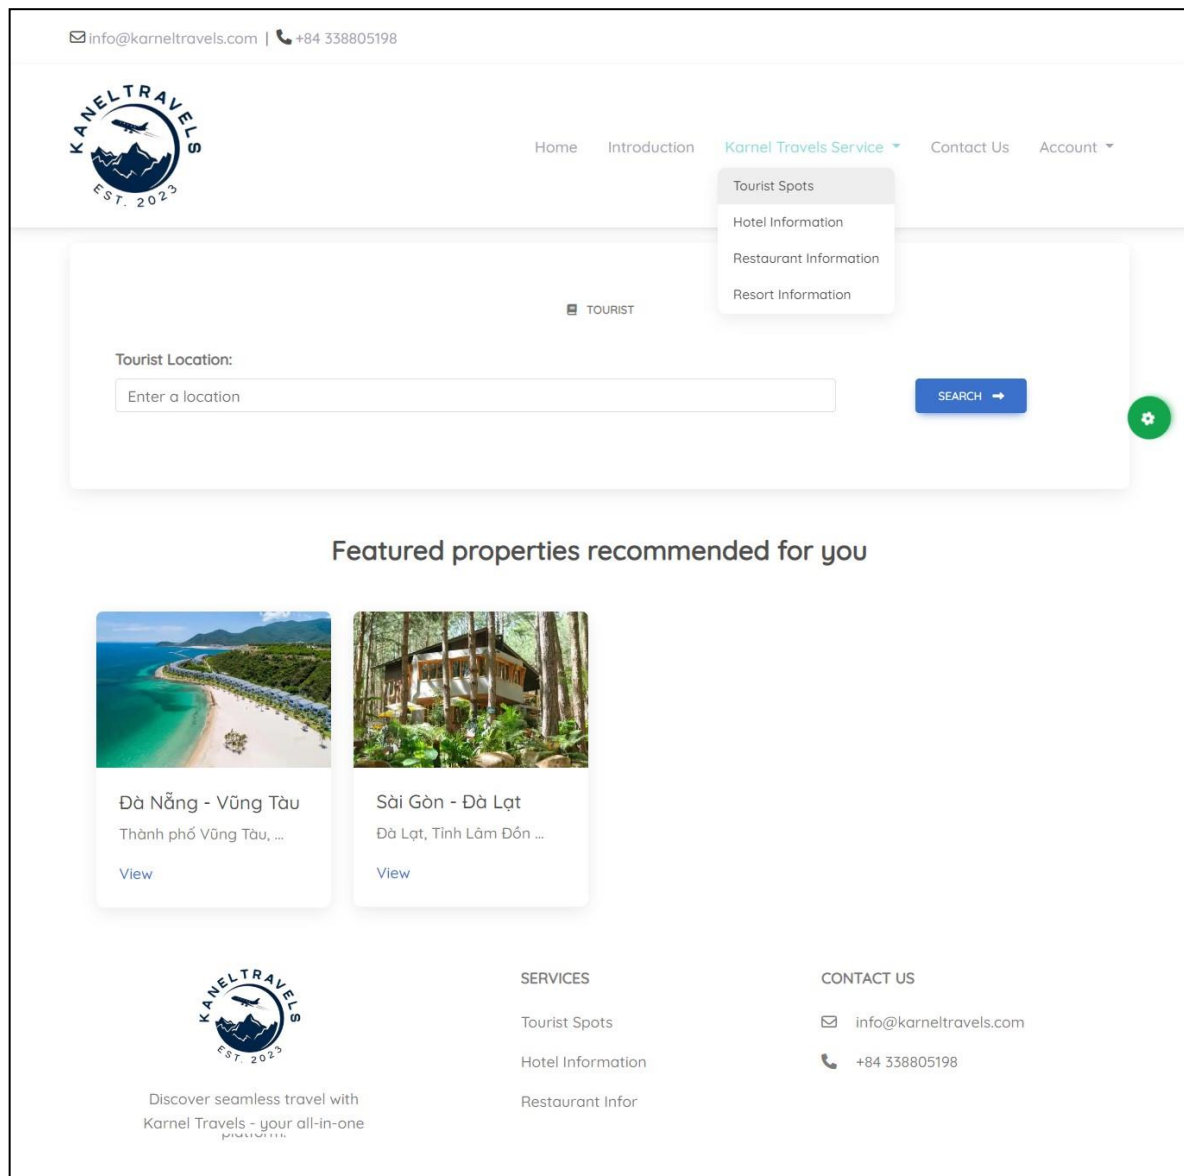 info@karneltravels.com | +84 338805198
KANELTRAVELS
EST. 2023
Home Introduction Karnel Travels Service Contact Us Account
Tourist Spots
Hotel Information
Restaurant Information
Resort Information
TOURIST
Tourist Location:
Enter a location
SEARCH
Featured properties recommended for you
Đà Nẵng - Vũng Tàu
Thành phố Vũng Tàu, ...
View
Sài Gòn - Đà Lạt
Đà Lạt, Tỉnh Lâm Đồn ...
View
KANELTRAVELS
EST. 2023
Discover seamless travel with
Karnel Travels - your all-in-one
platform.
SERVICES
Tourist Spots
Hotel Information
Restaurant Infor
CONTACT US
info@karneltravels.com
+84 338805198